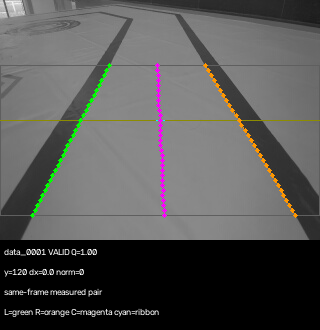 data_0001 VALID Q=1.00
y=120 dx=0.0 norm=0
same-frame measured pair
L=green R=orange C=magenta cyan=ribbon